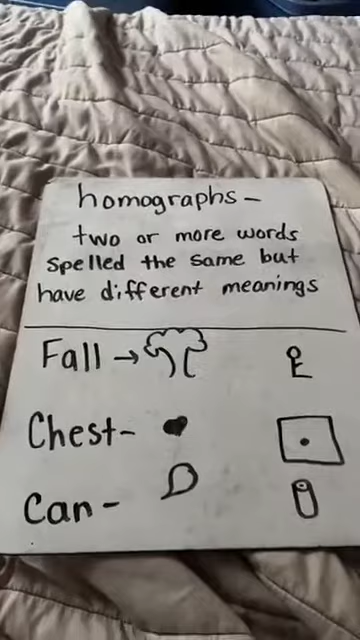 homographs-
two or more words
spelled the same but
have different meanings
Fall →
Chest-
Can-